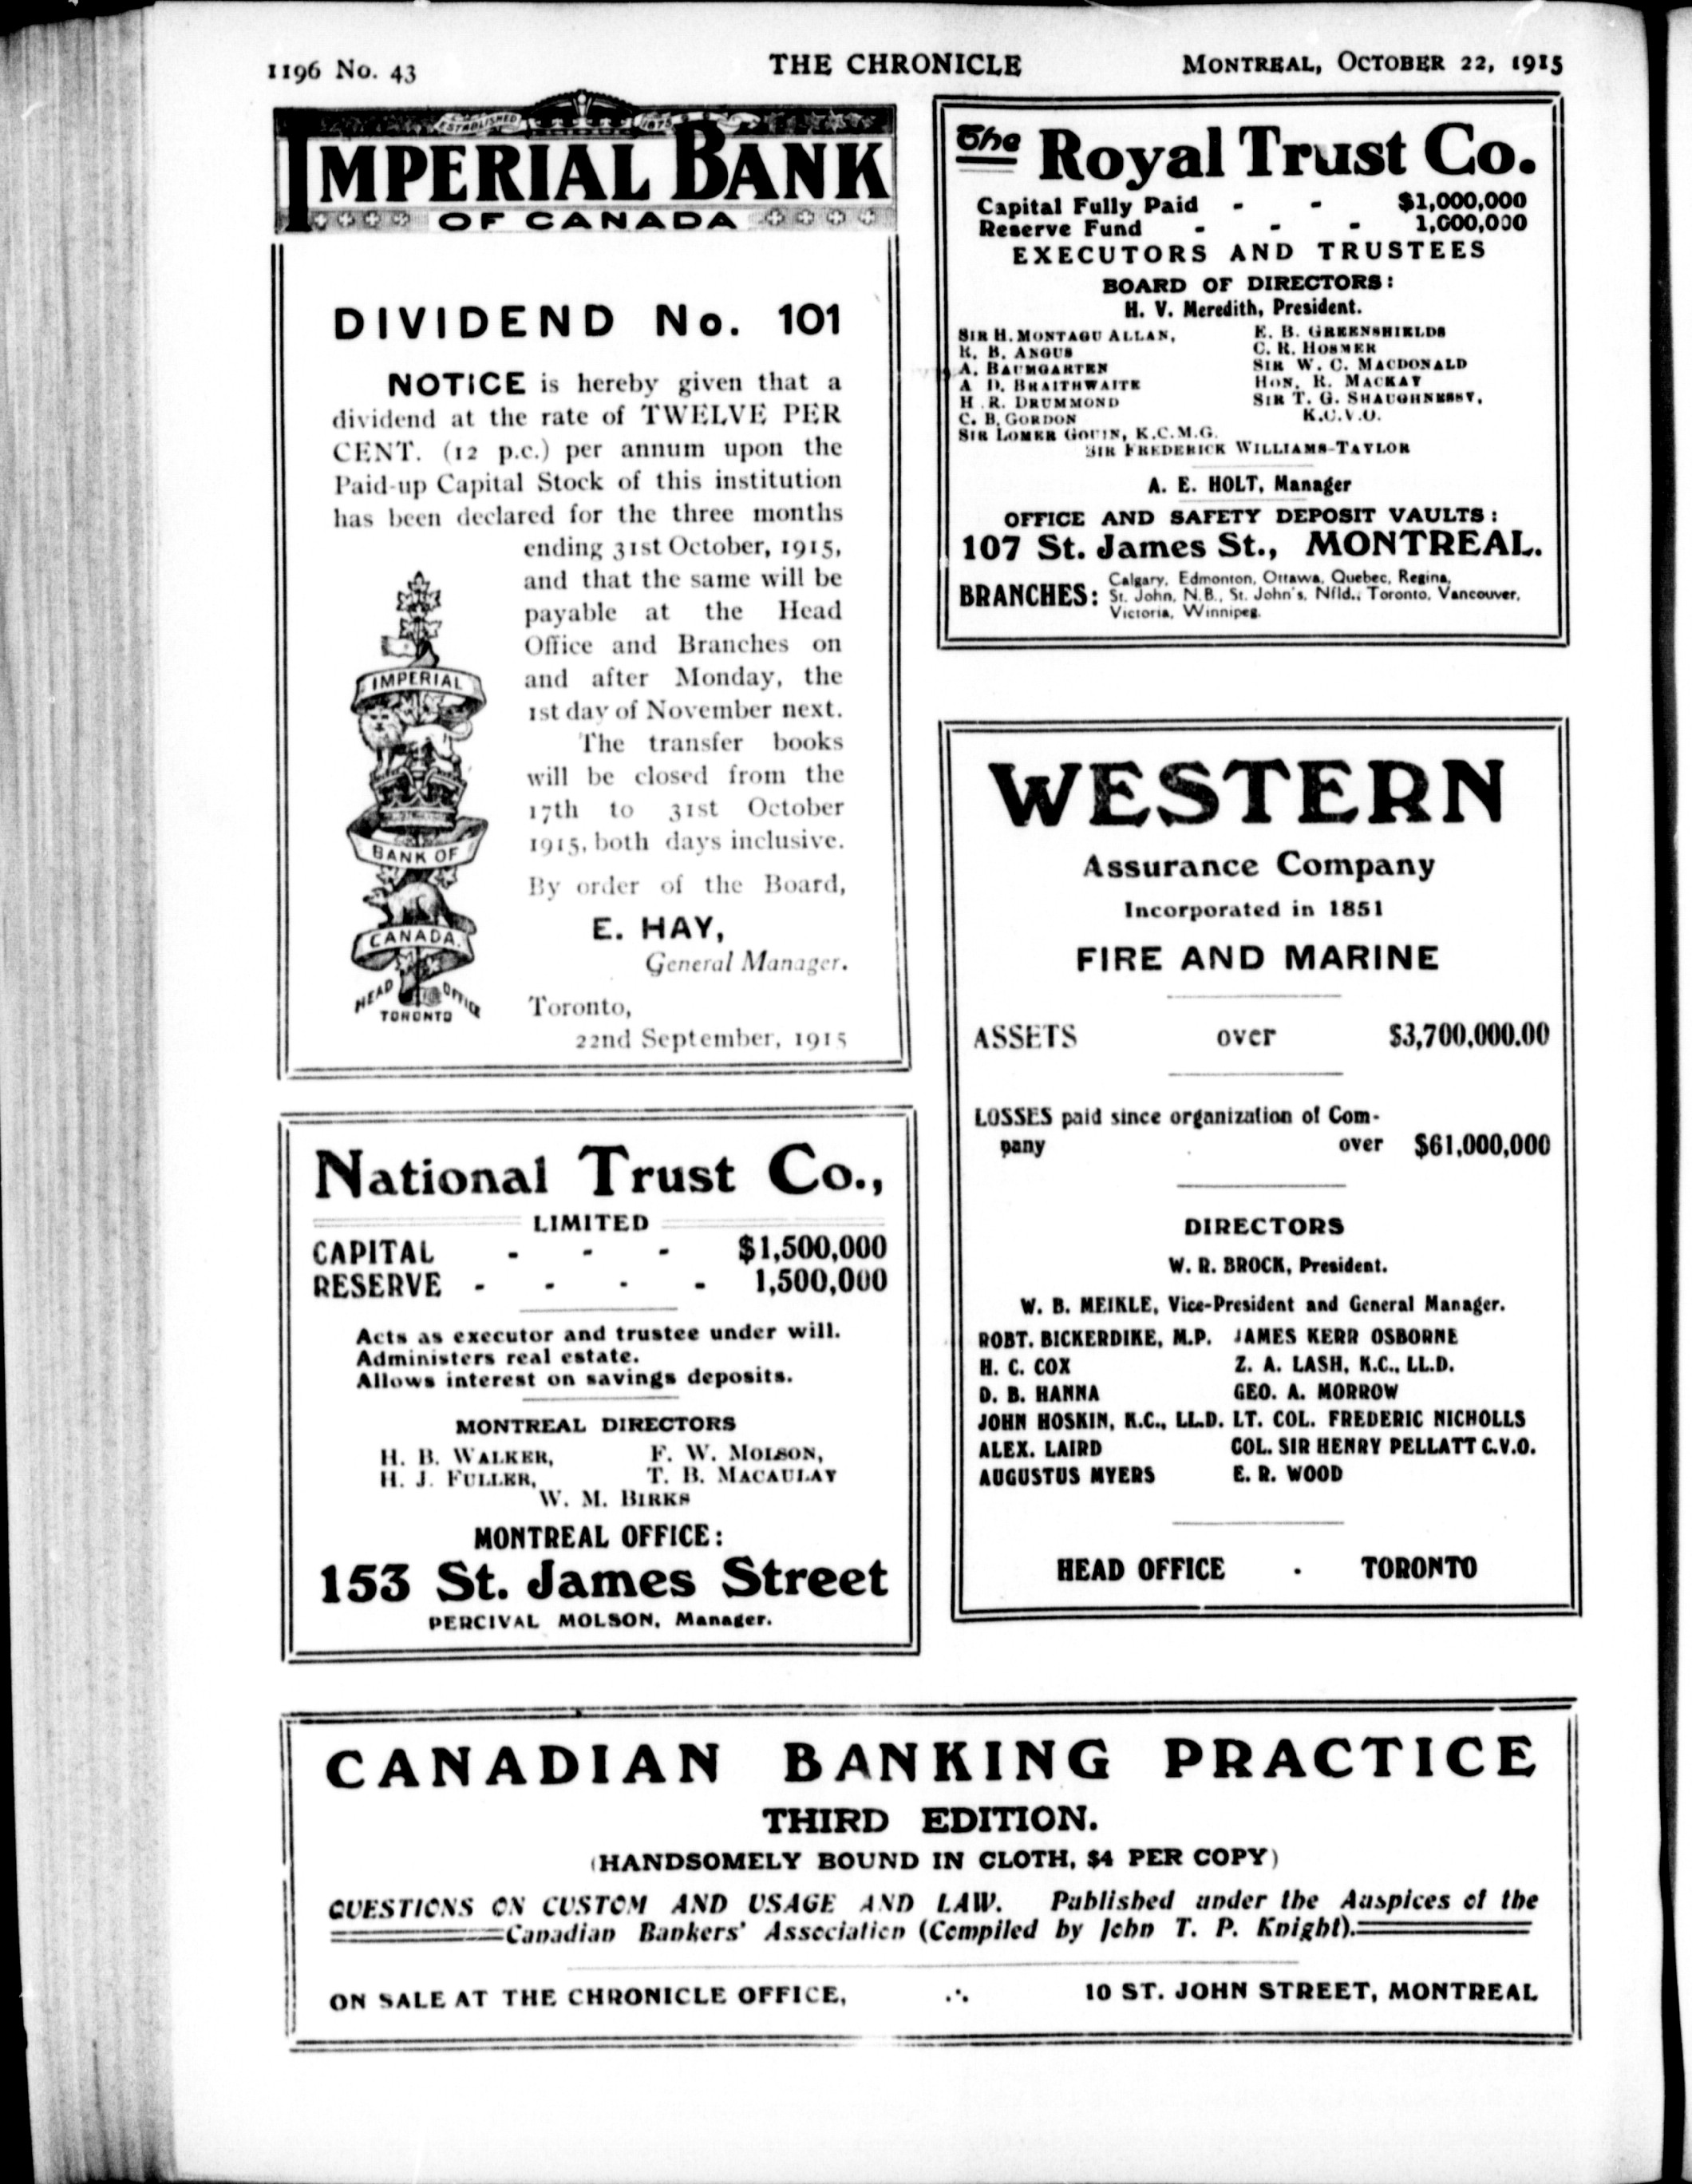 1196 No. 43 THE CHRONICLE MONTREAL, OCTOBER 22, 1915
ESTABLISHED 1875
IMPERIAL BANK
OF CANADA
DIVIDEND No. 101
NOTICE is hereby given that a
dividend at the rate of TWELVE PER
CENT. (12 p.c.) per annum upon the
Paid-up Capital Stock of this institution
has been declared for the three months
ending 31st October, 1915,
and that the same will be
payable at the Head
Office and Branches on
and after Monday, the
1st day of November next.
The transfer books
will be closed from the
17th to 31st October
1915, both days inclusive.
By order of the Board,
E. HAY,
General Manager.
Toronto,
22nd September, 1915
IMPERIAL
BANK OF
CANADA.
HEAD OFFICE
TORONTO
National Trust Co.,
LIMITED
CAPITAL - - - $1,500,000
RESERVE - - - - 1,500,000
Acts as executor and trustee under will.
Administers real estate.
Allows interest on savings deposits.
MONTREAL DIRECTORS
H. B. WALKER, F. W. MOLSON,
H. J. FULLER, T. B. MACAULAY
W. M. BIRKS
MONTREAL OFFICE:
153 St. James Street
PERCIVAL MOLSON, Manager.
The Royal Trust Co.
Capital Fully Paid - - $1,000,000
Reserve Fund - - - 1,000,000
EXECUTORS AND TRUSTEES
BOARD OF DIRECTORS:
H. V. Meredith, President.
SIR H. MONTAGU ALLAN, E. B. GREENSHIELDS
R. B. ANGUS C. R. HOSMER
A. BAUMGARTEN SIR W. C. MACDONALD
A. D. BRAITHWAITE HON. R. MACKAY
H. R. DRUMMOND SIR T. G. SHAUGHNESSY,
C. B. GORDON K.C.V.O.
SIR LOMER GOUIN, K.C.M.G.
SIR FREDERICK WILLIAMS-TAYLOR
A. E. HOLT, Manager
OFFICE AND SAFETY DEPOSIT VAULTS:
107 St. James St., MONTREAL.
BRANCHES: Calgary, Edmonton, Ottawa, Quebec, Regina,
St. John, N.B., St. John's, Nfld., Toronto, Vancouver,
Victoria, Winnipeg.
WESTERN
Assurance Company
Incorporated in 1851
FIRE AND MARINE
ASSETS over $3,700,000.00
LOSSES paid since organization of Com-
pany over $61,000,000
DIRECTORS
W. R. BROCK, President.
W. B. MEIKLE, Vice-President and General Manager.
ROBT. BICKERDIKE, M.P. JAMES KERR OSBORNE
H. C. COX Z. A. LASH, K.C., LL.D.
D. B. HANNA GEO. A. MORROW
JOHN HOSKIN, K.C., LL.D. LT. COL. FREDERIC NICHOLLS
ALEX. LAIRD COL. SIR HENRY PELLATT C.V.O.
AUGUSTUS MYERS E. R. WOOD
HEAD OFFICE . TORONTO
CANADIAN BANKING PRACTICE
THIRD EDITION.
(HANDSOMELY BOUND IN CLOTH, $4 PER COPY)
QUESTIONS ON CUSTOM AND USAGE AND LAW. Published under the Auspices of the
Canadian Bankers' Association (Compiled by John T. P. Knight).
ON SALE AT THE CHRONICLE OFFICE, ∴ 10 ST. JOHN STREET, MONTREAL